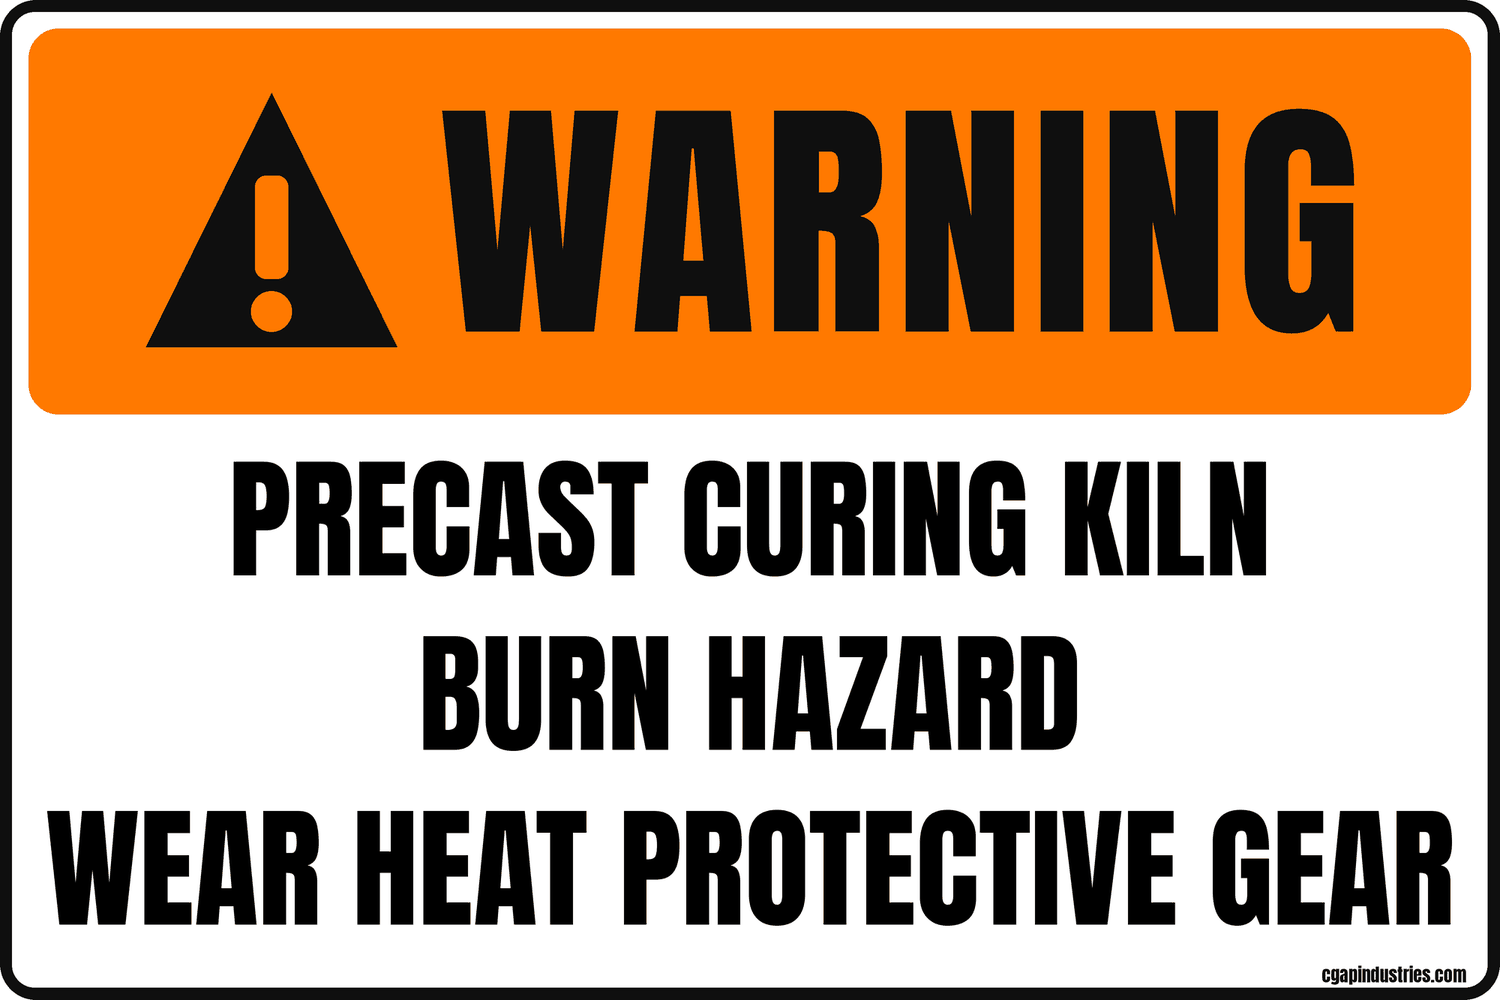 WARNING
PRECAST CURING KILN
BURN HAZARD
WEAR HEAT PROTECTIVE GEAR
cgapindustries.com